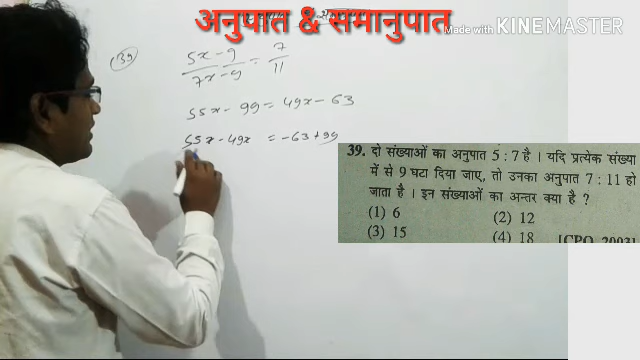 अनुपात & समानुपात
Made with KINEMASTER
39
5x - 9 / 7x - 9 = 7 / 11
55x - 99 = 49x - 63
55x - 49x = -63 + 99
39. दो संख्याओं का अनुपात 5 : 7 है । यदि प्रत्येक संख्या
में से 9 घटा दिया जाए, तो उनका अनुपात 7 : 11 हो
जाता है । इन संख्याओं का अन्तर क्या है ?
(1) 6 (2) 12
(3) 15 (4) 18 [CPO, 2003]